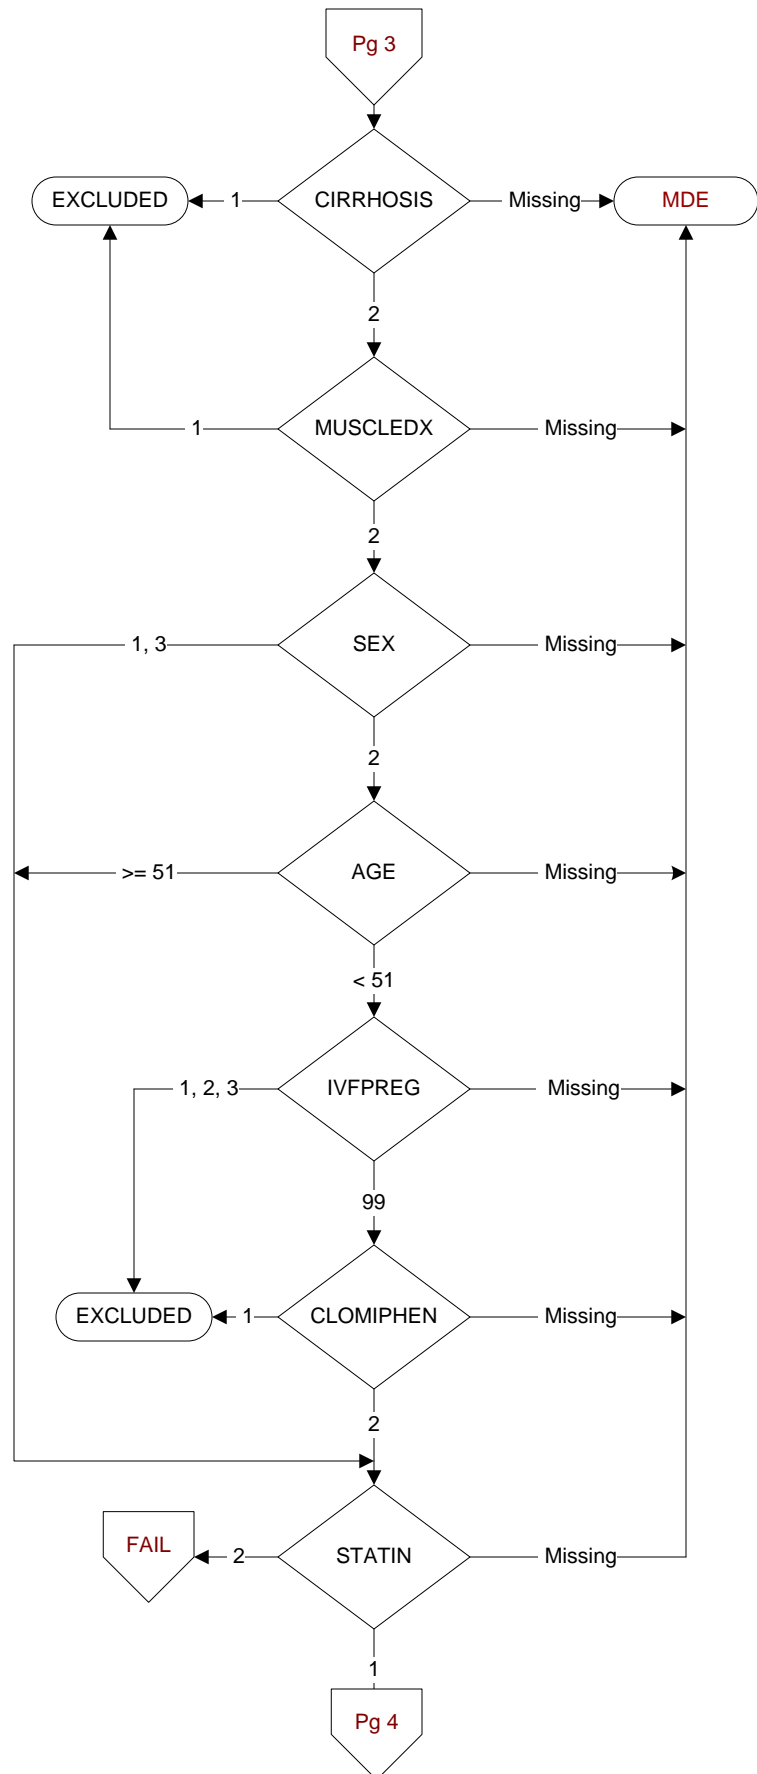 Pg 3
EXCLUDED
1
CIRRHOSIS
Missing
MDE
2
1
MUSCLEDX
Missing
2
1, 3
SEX
Missing
2
>= 51
AGE
Missing
< 51
1, 2, 3
IVFPREG
Missing
99
EXCLUDED
1
CLOMIPHEN
Missing
2
FAIL
2
STATIN
Missing
1
Pg 4